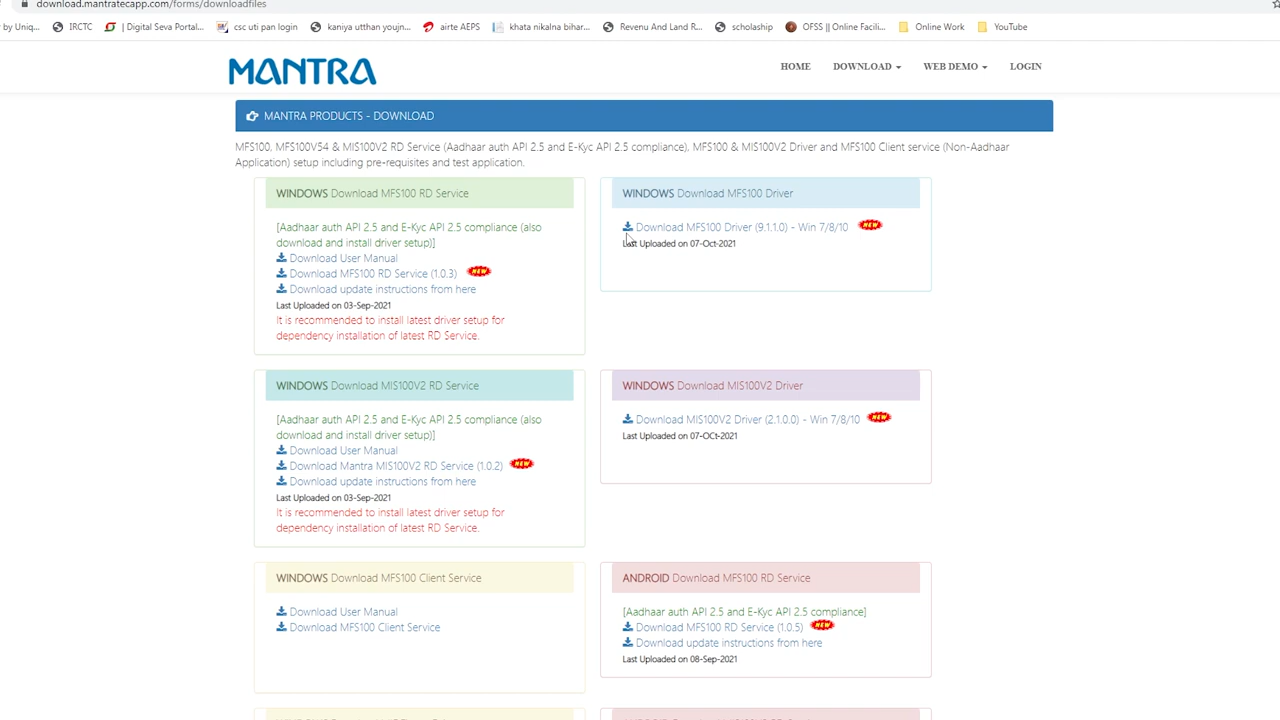 download.mantratecapp.com/forms/downloadfiles
by Uniq... IRCTC | Digital Seva Portal... csc uti pan login kaniya utthan youjn... airte AEPS khata nikalna bihar... Revenu And Land R... scholaship OFSS || Online Facili... Online Work YouTube
MANTRA HOME DOWNLOAD WEB DEMO LOGIN
MANTRA PRODUCTS - DOWNLOAD
MFS100, MFS100V54 & MIS100V2 RD Service (Aadhaar auth API 2.5 and E-Kyc API 2.5 compliance), MFS100 & MIS100V2 Driver and MFS100 Client service (Non-Aadhaar
Application) setup including pre-requisites and test application.
WINDOWS Download MFS100 RD Service
[Aadhaar auth API 2.5 and E-Kyc API 2.5 compliance (also
download and install driver setup)]
Download User Manual
Download MFS100 RD Service (1.0.3) NEW
Download update instructions from here
Last Uploaded on 03-Sep-2021
It is recommended to install latest driver setup for
dependency installation of latest RD Service.
WINDOWS Download MFS100 Driver
Download MFS100 Driver (9.1.1.0) - Win 7/8/10 NEW
Last Uploaded on 07-Oct-2021
WINDOWS Download MIS100V2 RD Service
[Aadhaar auth API 2.5 and E-Kyc API 2.5 compliance (also
download and install driver setup)]
Download User Manual
Download Mantra MIS100V2 RD Service (1.0.2) NEW
Download update instructions from here
Last Uploaded on 03-Sep-2021
It is recommended to install latest driver setup for
dependency installation of latest RD Service.
WINDOWS Download MIS100V2 Driver
Download MIS100V2 Driver (2.1.0.0) - Win 7/8/10 NEW
Last Uploaded on 07-OCt-2021
WINDOWS Download MFS100 Client Service
Download User Manual
Download MFS100 Client Service
ANDROID Download MFS100 RD Service
[Aadhaar auth API 2.5 and E-Kyc API 2.5 compliance]
Download MFS100 RD Service (1.0.5) NEW
Download update instructions from here
Last Uploaded on 08-Sep-2021